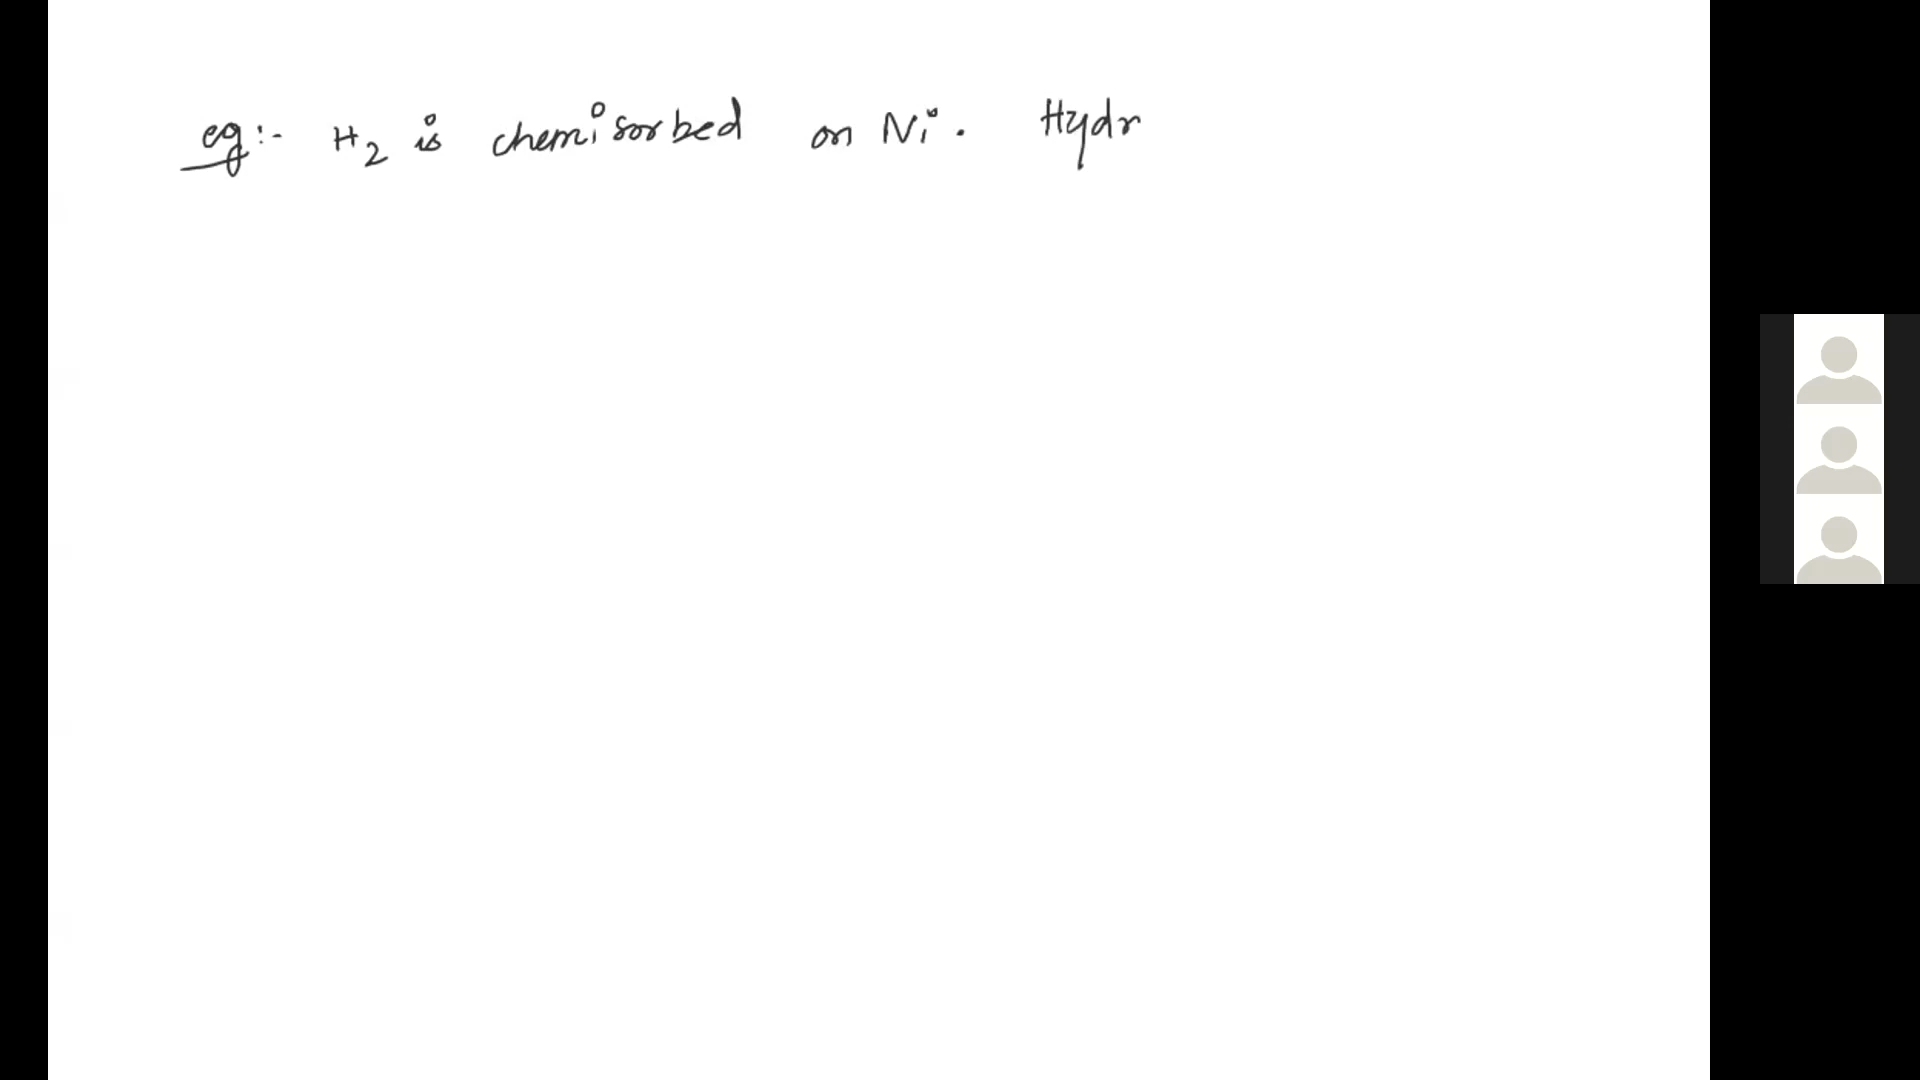 eg:- H₂ is chemisorbed on Ni. Hydr